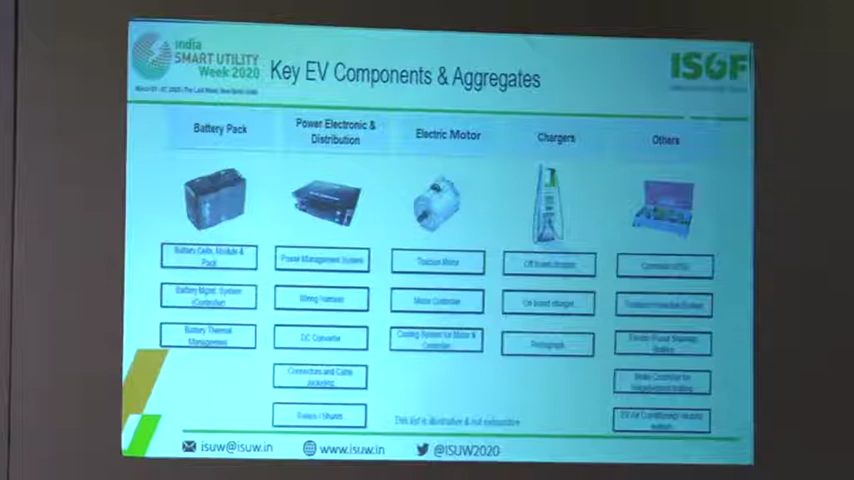 India
SMART UTILITY
Week 2020
Key EV Components & Aggregates
ISGF
Battery Pack
Power Electronic &
Distribution
Electric Motor
Chargers
Others
Battery Cells, Module &
Pack
Battery Mgmt. System
(Controller)
Battery Thermal
Management
Power Management System
Wiring Harness
DC Converter
Connectors and Cable
Jacketing
Traction Motor
Motor Controller
Cooling System for Motor &
Controller
Off board charger
On board charger
Pantograph
This list is illustrative & not exhaustive
isuw@isuw.in
www.isuw.in
@ISUW2020